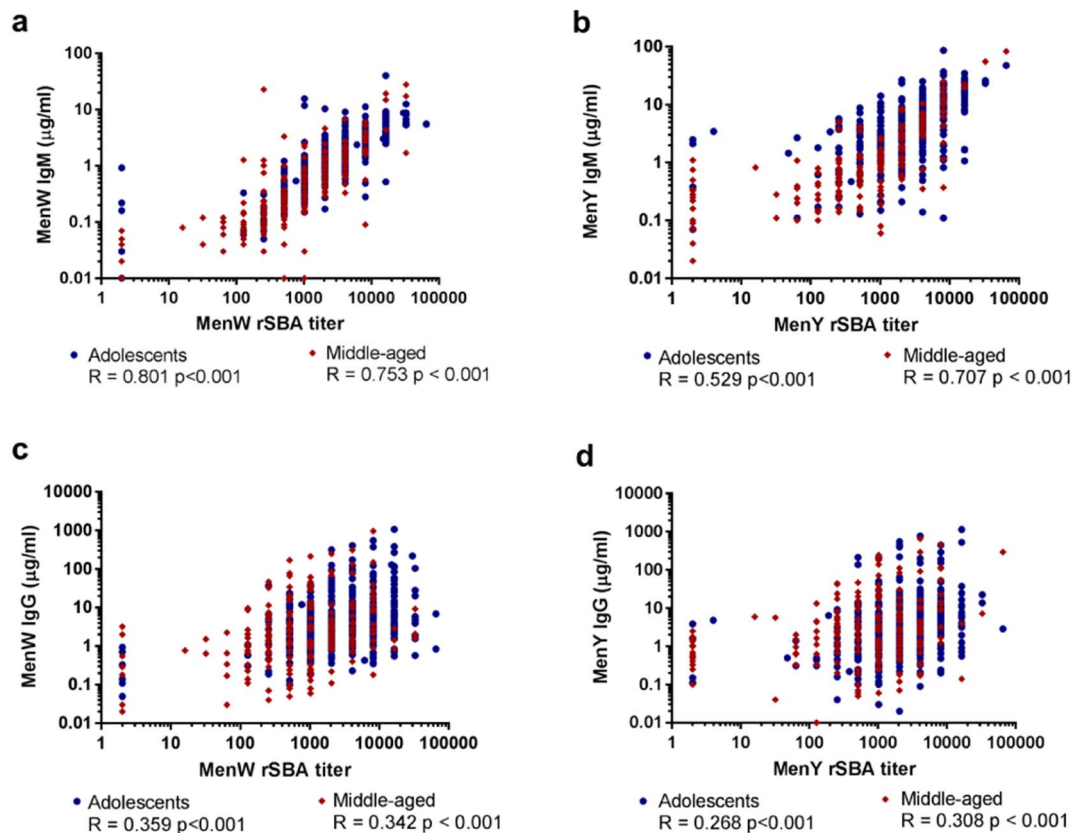 a
100
10
1
0.1
0.01
MenW IgM (µg/ml)
1 10 100 1000 10000 100000
MenW rSBA titer
Adolescents
R = 0.801 p<0.001
Middle-aged
R = 0.753 p < 0.001
b
100
10
1
0.1
0.01
MenY IgM (µg/ml)
1 10 100 1000 10000 100000
MenY rSBA titer
Adolescents
R = 0.529 p<0.001
Middle-aged
R = 0.707 p < 0.001
c
10000
1000
100
10
1
0.1
0.01
MenW IgG (µg/ml)
1 10 100 1000 10000 100000
MenW rSBA titer
Adolescents
R = 0.359 p<0.001
Middle-aged
R = 0.342 p < 0.001
d
10000
1000
100
10
1
0.1
0.01
MenY IgG (µg/ml)
1 10 100 1000 10000 100000
MenY rSBA titer
Adolescents
R = 0.268 p<0.001
Middle-aged
R = 0.308 p < 0.001